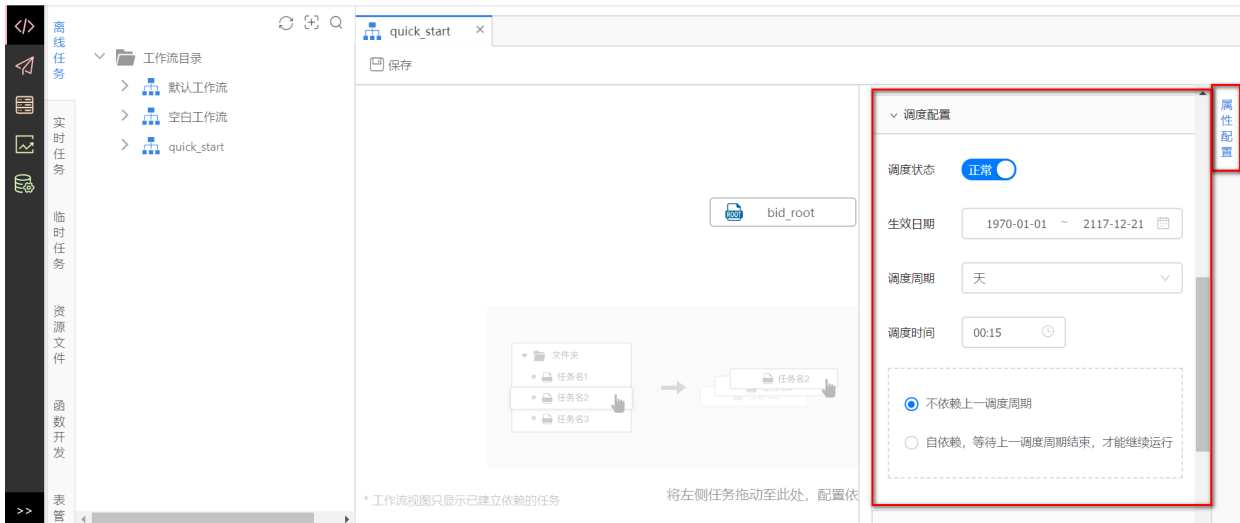 离线任务
实时任务
临时任务
资源文件
函数开发
表管
>>
工作流目录
默认工作流
空白工作流
quick_start
quick_start ×
保存
ROOT bid_root
文件夹
任务名1
任务名2
任务名3
任务名2
* 工作流视图只显示已建立依赖的任务
将左侧任务拖动至此处，配置依
调度配置
调度状态 正常
生效日期 1970-01-01 ~ 2117-12-21
调度周期 天
调度时间 00:15
不依赖上一调度周期
自依赖，等待上一调度周期结束，才能继续运行
属性配置